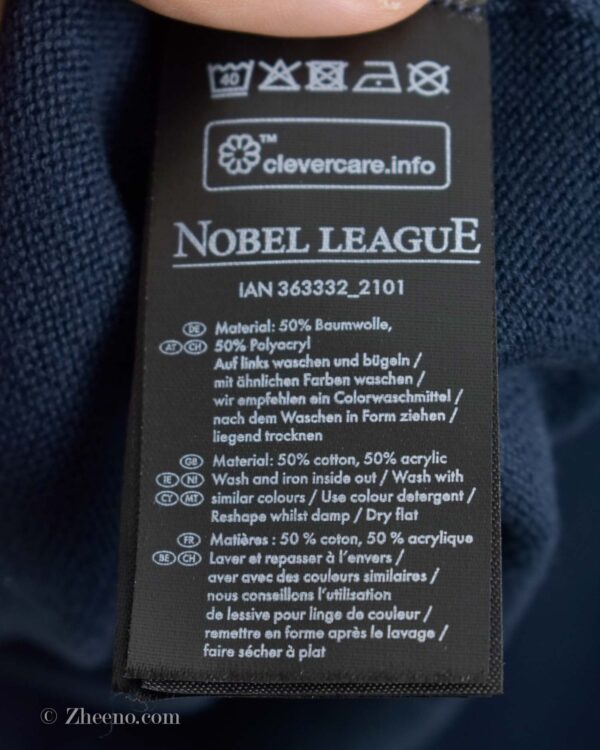 40
™
clevercare.info
NOBEL LEAGUE
IAN 363332_2101
DE Material: 50% Baumwolle,
AT CH 50% Polyacryl
Auf links waschen und bügeln /
mit ähnlichen Farben waschen /
wir empfehlen ein Colorwaschmittel /
nach dem Waschen in Form ziehen /
liegend trocknen
GB Material: 50% cotton, 50% acrylic
IE NI Wash and iron inside out / Wash with
CY MT similar colours / Use colour detergent /
Reshape whilst damp / Dry flat
FR Matières : 50 % coton, 50 % acrylique
BE CH Laver et repasser à l'envers /
aver avec des couleurs similaires /
nous conseillons l'utilisation
de lessive pour linge de couleur /
remettre en forme après le lavage /
faire sécher à plat
© Zheeno.com